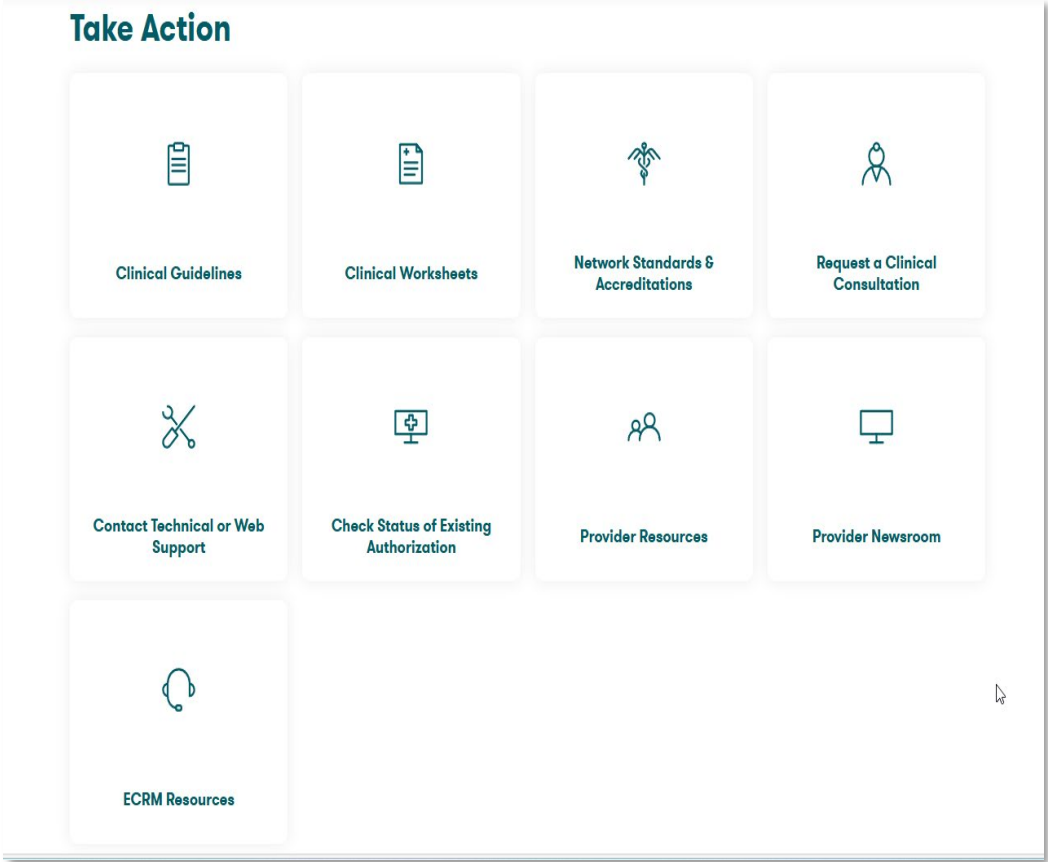 Take Action
Clinical Guidelines
Clinical Worksheets
Network Standards &
Accreditations
Request a Clinical
Consultation
Contact Technical or Web
Support
Check Status of Existing
Authorization
Provider Resources
Provider Newsroom
ECRM Resources